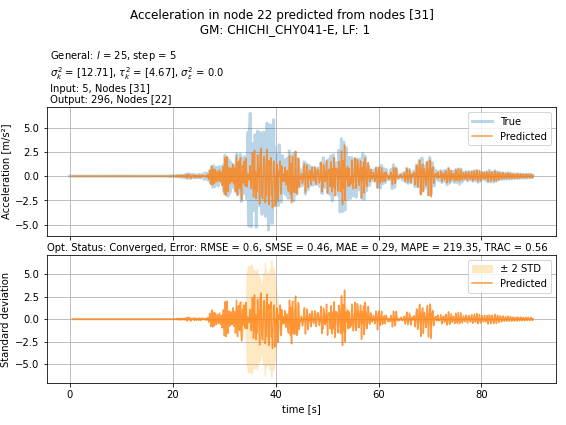 Acceleration in node 22 predicted from nodes [31]
GM: CHICHI_CHY041-E, LF: 1
General: l = 25, step = 5
σ²ₖ = [12.71], τ²ₖ = [4.67], σ²ε = 0.0
Input: 5, Nodes [31]
Output: 296, Nodes [22]
Acceleration [m/s²]
5.0
2.5
0.0
−2.5
−5.0
True
Predicted
Opt. Status: Converged, Error: RMSE = 0.6, SMSE = 0.46, MAE = 0.29, MAPE = 219.35, TRAC = 0.56
Standard deviation
5.0
2.5
0.0
−2.5
−5.0
± 2 STD
Predicted
0 20 40 60 80
time [s]